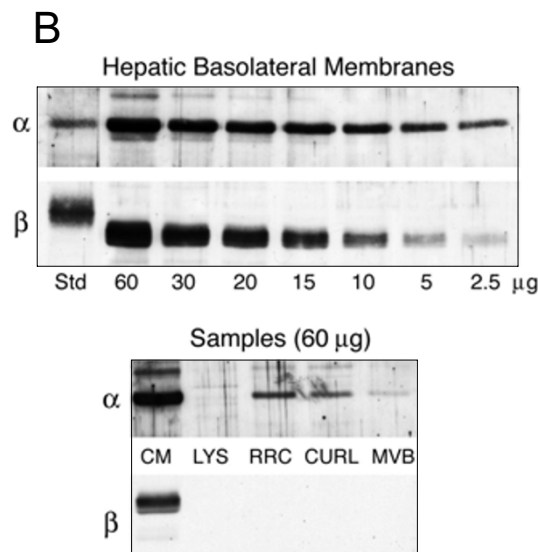 B
Hepatic Basolateral Membranes
α
β
Std 60 30 20 15 10 5 2.5 μg
Samples (60 μg)
α
CM LYS RRC CURL MVB
β